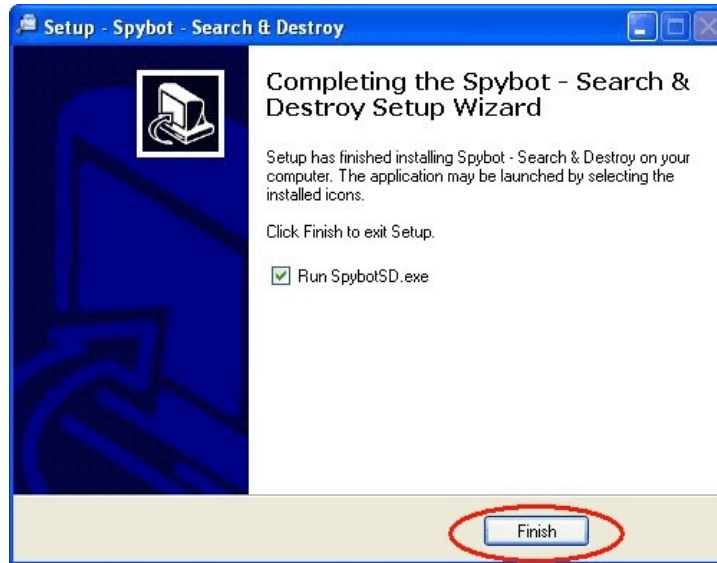 Setup - Spybot - Search & Destroy
Completing the Spybot - Search &
Destroy Setup Wizard
Setup has finished installing Spybot - Search & Destroy on your
computer. The application may be launched by selecting the
installed icons.
Click Finish to exit Setup.
Run SpybotSD.exe
Finish